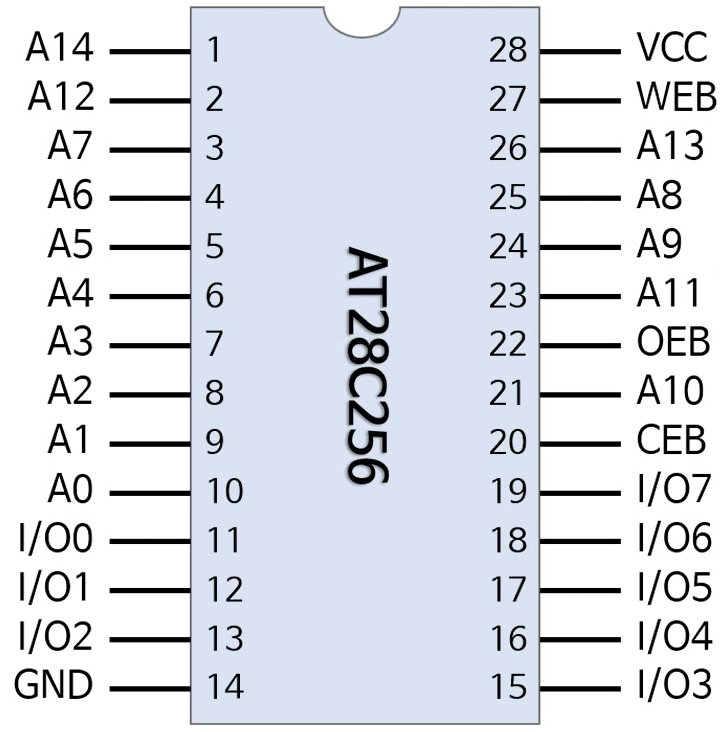 A14 1 28 VCC
A12 2 27 WEB
A7 3 26 A13
A6 4 25 A8
A5 5 24 A9
A4 6 23 A11
A3 7 22 OEB
A2 8 21 A10
A1 9 20 CEB
A0 10 19 I/O7
I/O0 11 18 I/O6
I/O1 12 17 I/O5
I/O2 13 16 I/O4
GND 14 15 I/O3
AT28C256